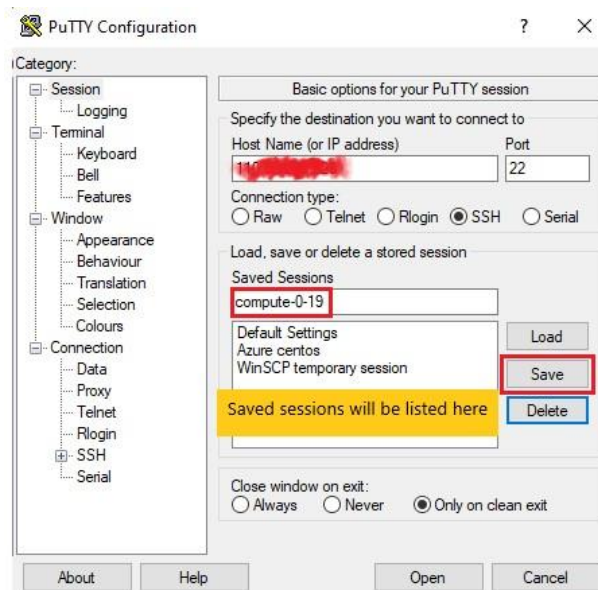 PuTTY Configuration
Category:
Session
Logging
Terminal
Keyboard
Bell
Features
Window
Appearance
Behaviour
Translation
Selection
Colours
Connection
Data
Proxy
Telnet
Rlogin
SSH
Serial
Basic options for your PuTTY session
Specify the destination you want to connect to
Host Name (or IP address) Port
22
Connection type:
Raw Telnet Rlogin SSH Serial
Load, save or delete a stored session
Saved Sessions
compute-0-19
Default Settings
Azure centos
WinSCP temporary session
Load
Save
Delete
Saved sessions will be listed here
Close window on exit:
Always Never Only on clean exit
About Help Open Cancel